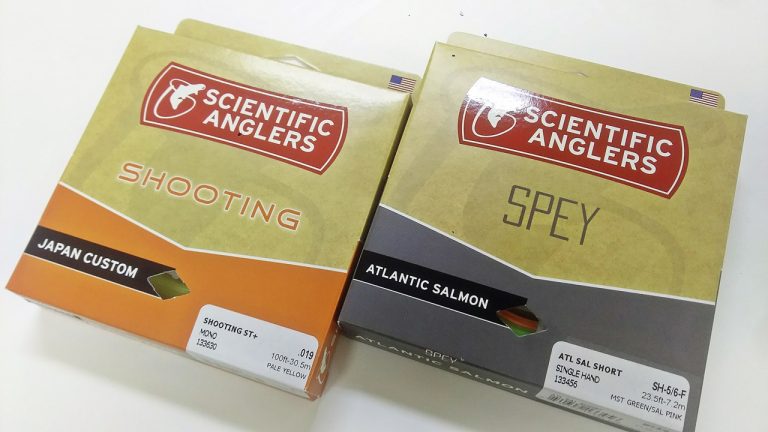 SCIENTIFIC
ANGLERS
SHOOTING
JAPAN CUSTOM
SHOOTING ST+
MONO
133630
.019
100ft-30.5m
PALE YELLOW
SCIENTIFIC
ANGLERS
SPEY
ATLANTIC SALMON
SPEY
ATLANTIC SALMON
ATL SAL SHORT
SINGLE HAND
133456
SH-5/6-F
23.5ft-7.2m
MST GREEN/SAL PINK